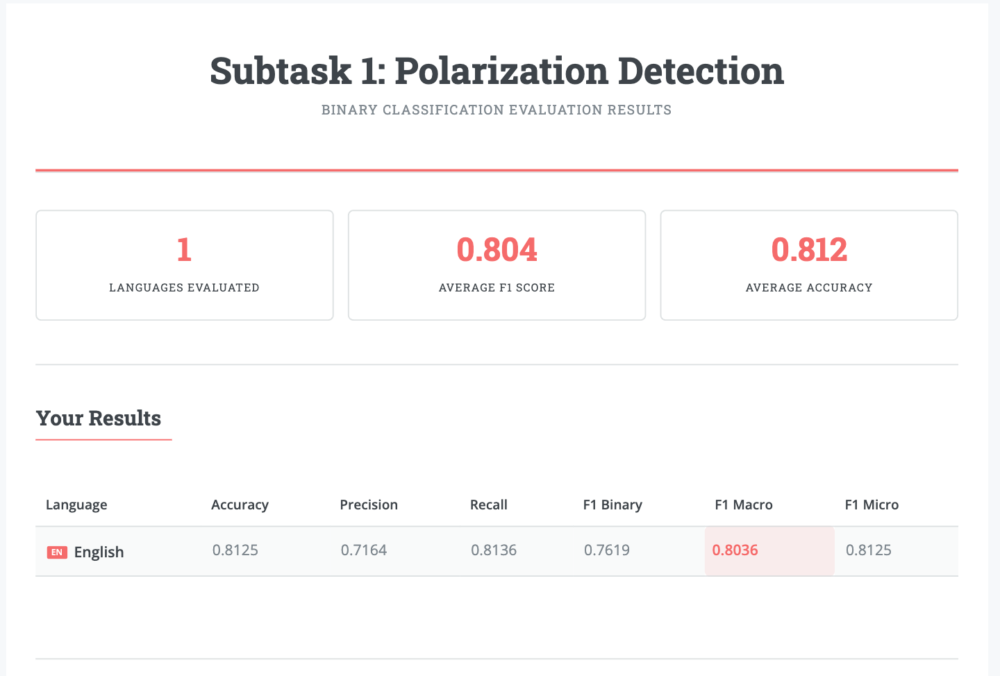 Subtask 1: Polarization Detection
BINARY CLASSIFICATION EVALUATION RESULTS
1
LANGUAGES EVALUATED
0.804
AVERAGE F1 SCORE
0.812
AVERAGE ACCURACY
Your Results
Language Accuracy Precision Recall F1 Binary F1 Macro F1 Micro
EN English 0.8125 0.7164 0.8136 0.7619 0.8036 0.8125